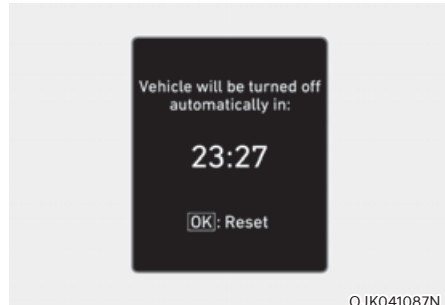 Vehicle will be turned off
automatically in:
23:27
OK: Reset
OJK041087N